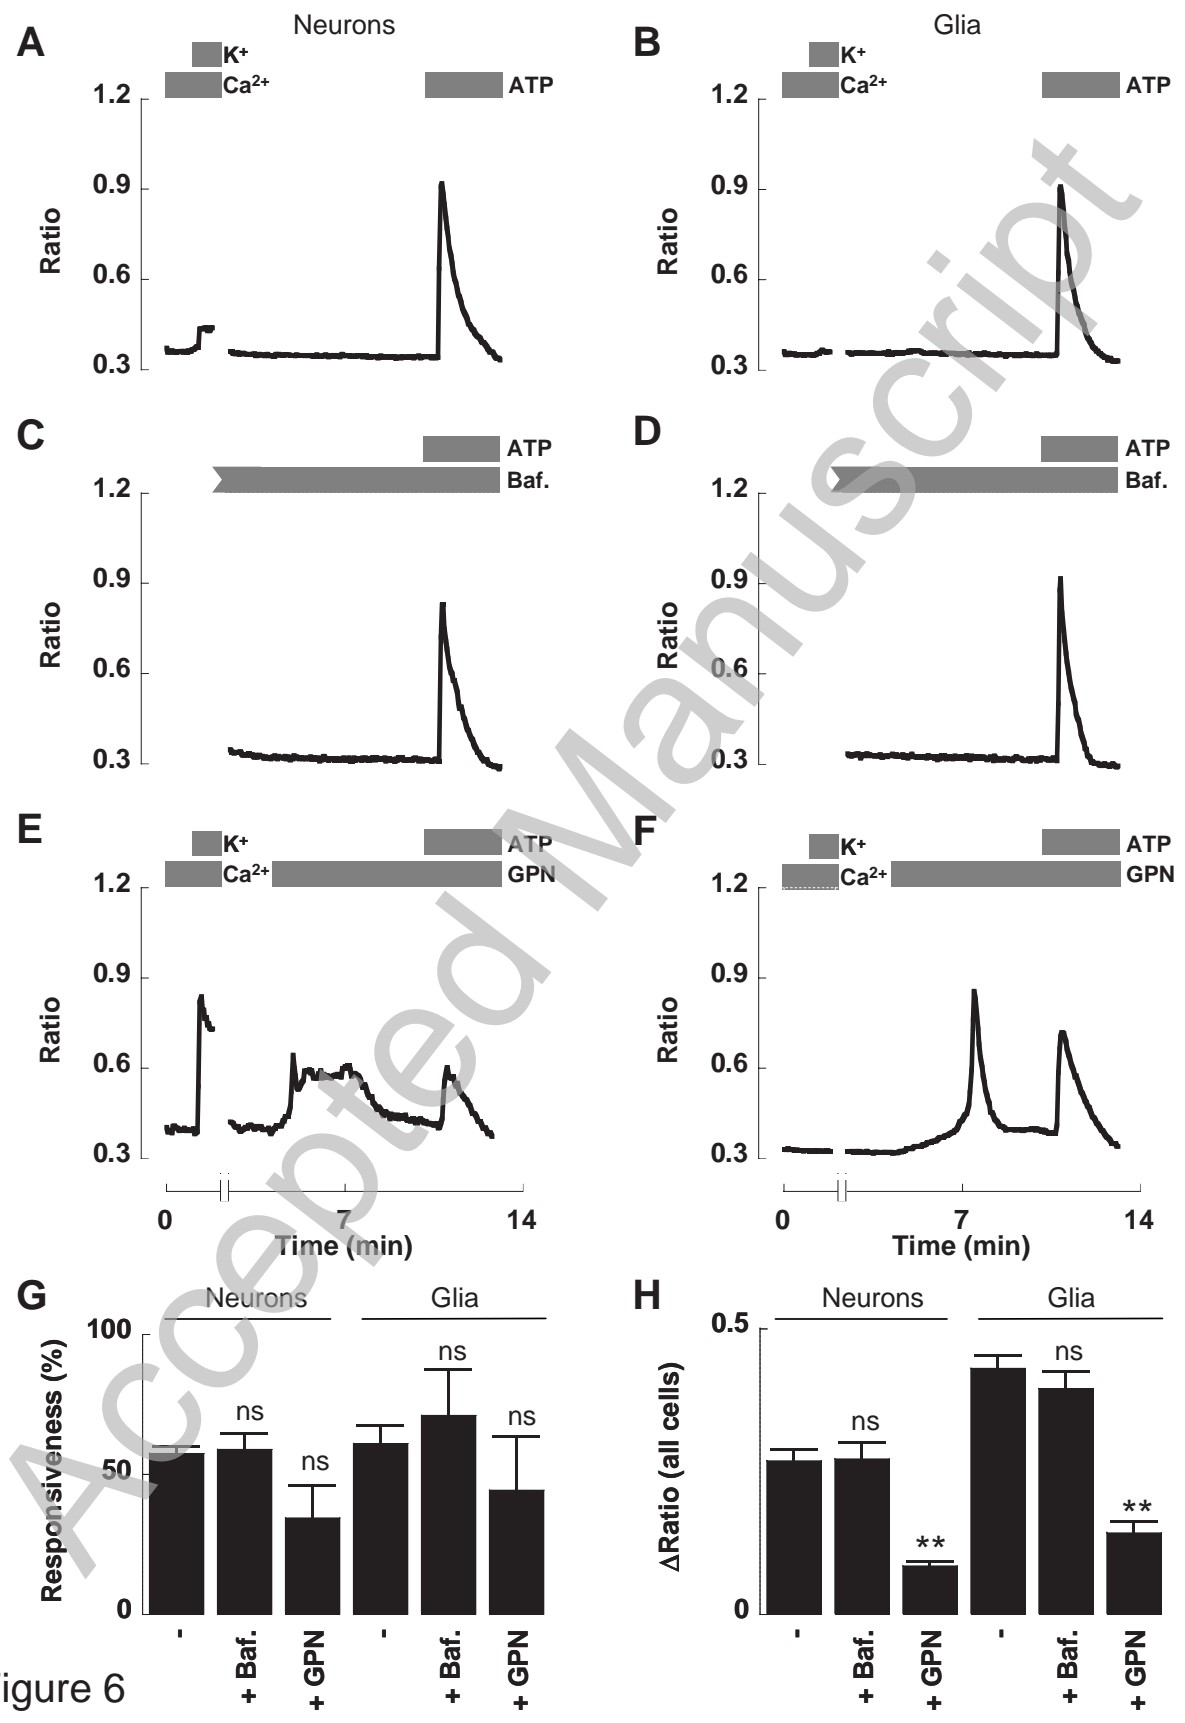 Neurons
Glia
A
K+
Ca2+
ATP
1.2
0.9
0.6
0.3
Ratio
B
K+
Ca2+
ATP
1.2
0.9
0.6
0.3
Ratio
C
ATP
Baf.
1.2
0.9
0.6
0.3
Ratio
D
ATP
Baf.
1.2
0.9
0.6
0.3
Ratio
E
K+
ATP
Ca2+
GPN
1.2
0.9
0.6
0.3
Ratio
0
7
14
Time (min)
F
K+
ATP
Ca2+
GPN
1.2
0.9
0.6
0.3
Ratio
0
7
14
Time (min)
G
Neurons
Glia
100
50
0
Responsiveness (%)
ns
ns
ns
ns
-
+ Baf.
+ GPN
-
+ Baf.
+ GPN
H
Neurons
Glia
0.5
0
ΔRatio (all cells)
ns
**
ns
**
-
+ Baf.
+ GPN
-
+ Baf.
+ GPN
igure 6
Accepted Manuscript